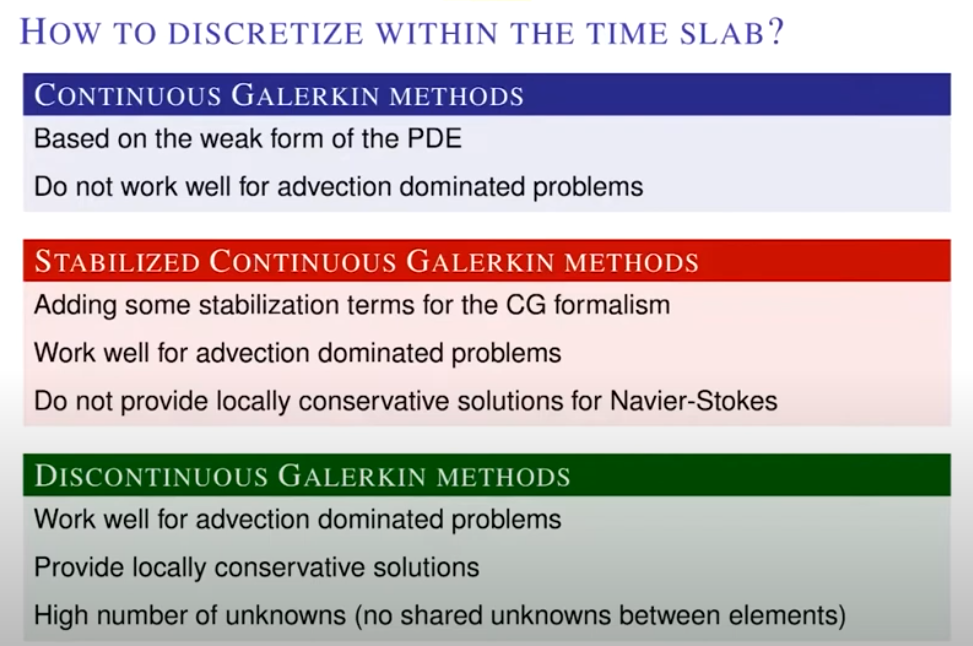 HOW TO DISCRETIZE WITHIN THE TIME SLAB?
CONTINUOUS GALERKIN METHODS
Based on the weak form of the PDE
Do not work well for advection dominated problems
STABILIZED CONTINUOUS GALERKIN METHODS
Adding some stabilization terms for the CG formalism
Work well for advection dominated problems
Do not provide locally conservative solutions for Navier-Stokes
DISCONTINUOUS GALERKIN METHODS
Work well for advection dominated problems
Provide locally conservative solutions
High number of unknowns (no shared unknowns between elements)